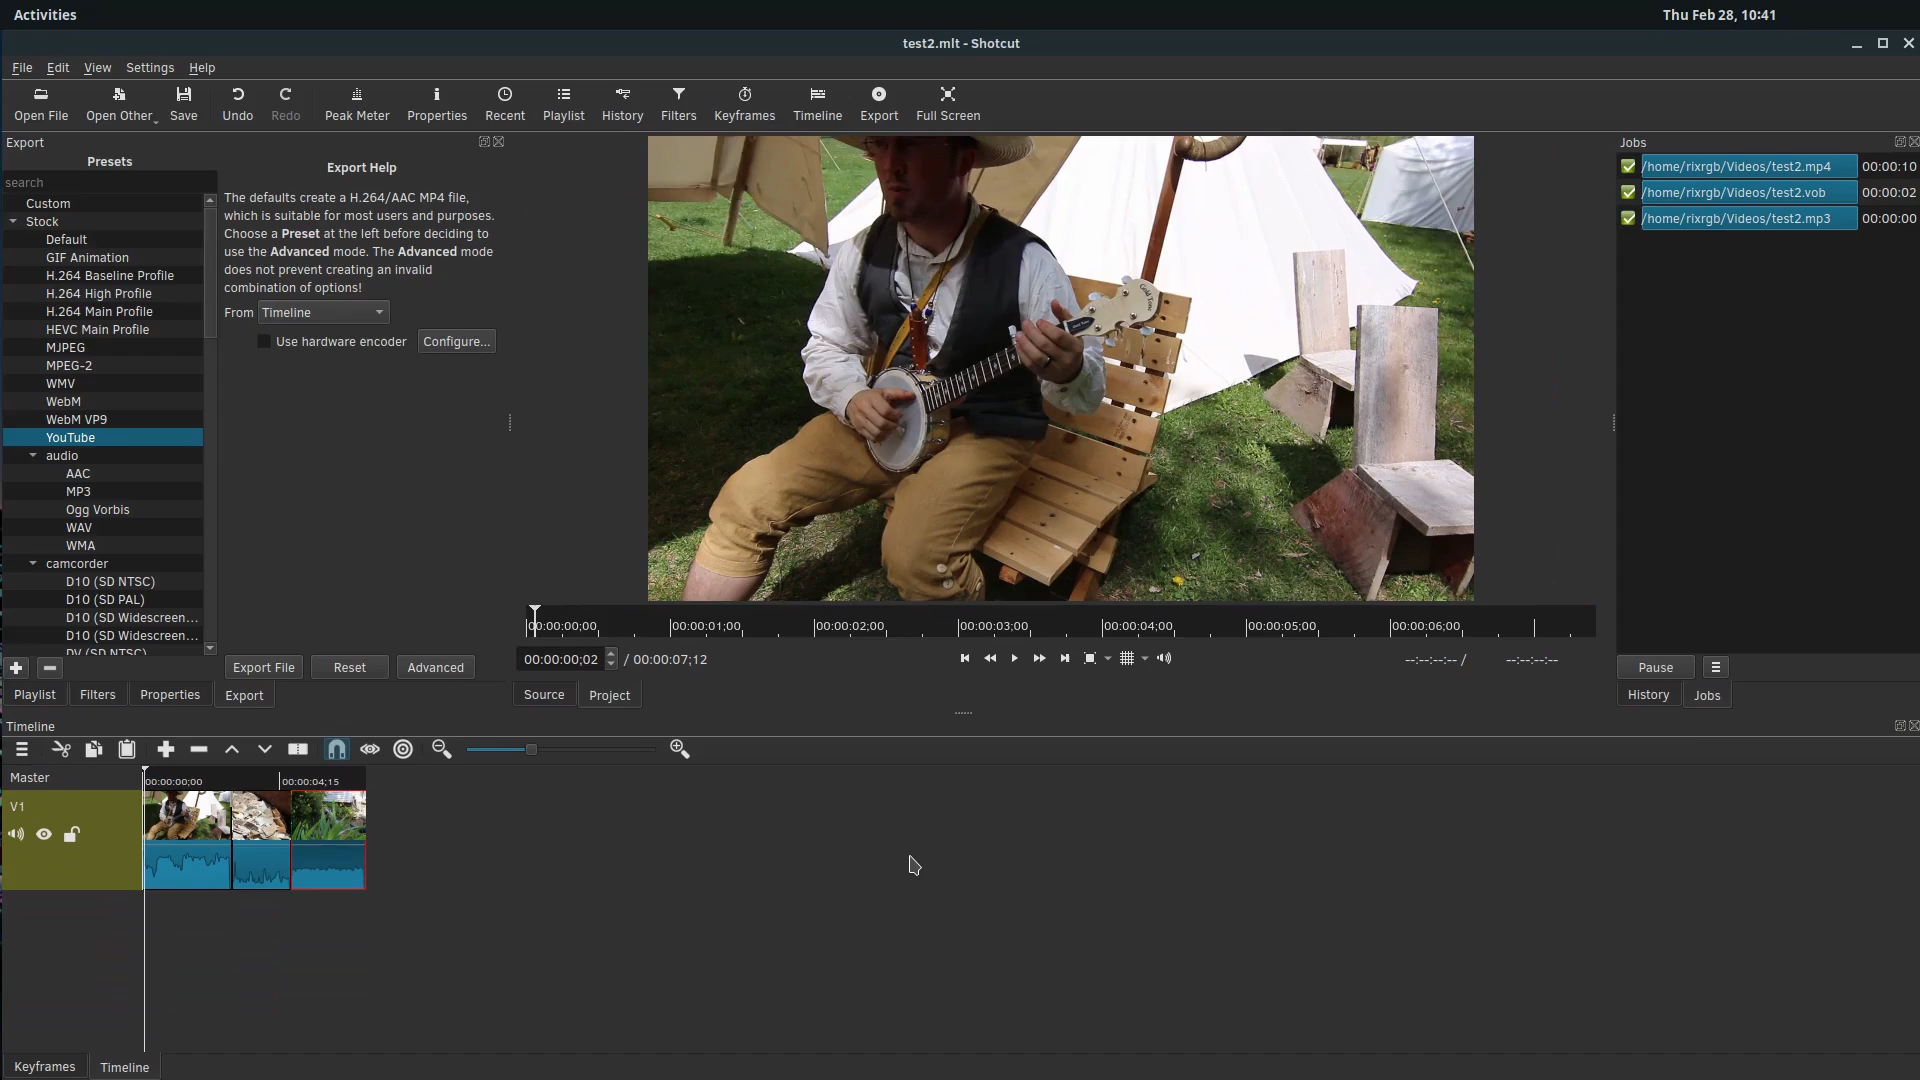 Activities
Thu Feb 28, 10:41
test2.mlt - Shotcut
File Edit View Settings Help
Open File Open Other Save Undo Redo Peak Meter Properties Recent Playlist History Filters Keyframes Timeline Export Full Screen
Export
Presets
search
Custom
Stock
Default
GIF Animation
H.264 Baseline Profile
H.264 High Profile
H.264 Main Profile
HEVC Main Profile
MJPEG
MPEG-2
WMV
WebM
WebM VP9
YouTube
audio
AAC
MP3
Ogg Vorbis
WAV
WMA
camcorder
D10 (SD NTSC)
D10 (SD PAL)
D10 (SD Widescreen...
D10 (SD Widescreen...
DV (SD NTSC)
Export Help
The defaults create a H.264/AAC MP4 file,
which is suitable for most users and purposes.
Choose a Preset at the left before deciding to
use the Advanced mode. The Advanced mode
does not prevent creating an invalid
combination of options!
From Timeline
Use hardware encoder Configure...
Export File Reset Advanced
Playlist Filters Properties Export
Gold Tone
00:00:00;00 00:00:01;00 00:00:02;00 00:00:03;00 00:00:04;00 00:00:05;00 00:00:06;00
00:00:00;02 / 00:00:07;12
--:--:--:-- / --:--:--:--
Source Project
Jobs
/home/rixrgb/Videos/test2.mp4 00:00:10
/home/rixrgb/Videos/test2.vob 00:00:02
/home/rixrgb/Videos/test2.mp3 00:00:00
Pause
History Jobs
Timeline
Master
00:00:00;00 00:00:04;15
V1
Keyframes Timeline